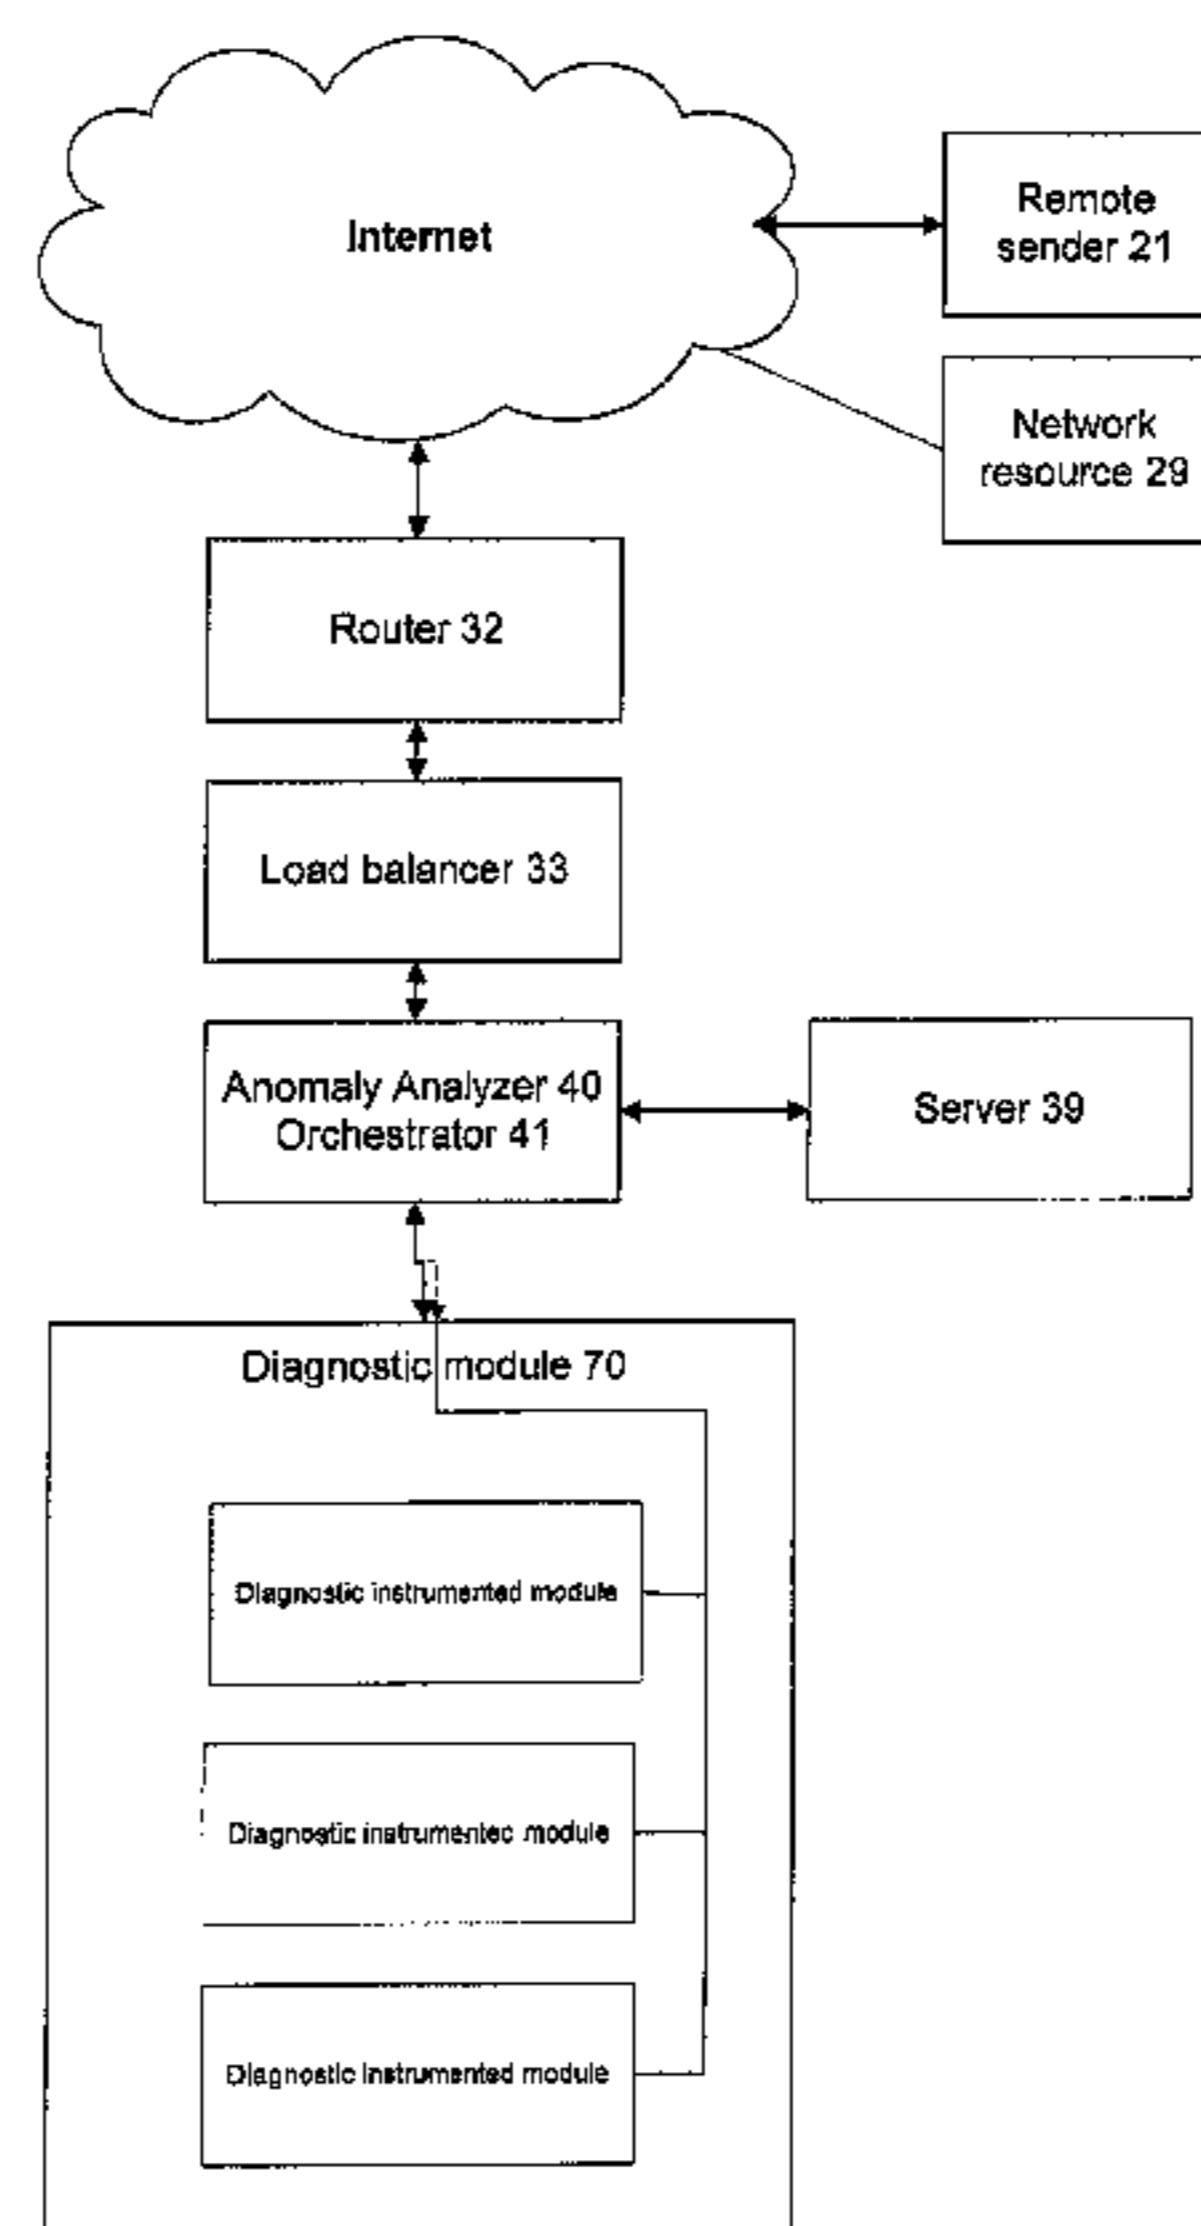 Internet
Remote
sender 21
Network
resource 29
Router 32
Load balancer 33
Anomaly Analyzer 40
Orchestrator 41
Server 39
Diagnostic module 70
Diagnostic instrumented module
Diagnostic instrumented module
Diagnostic instrumented module